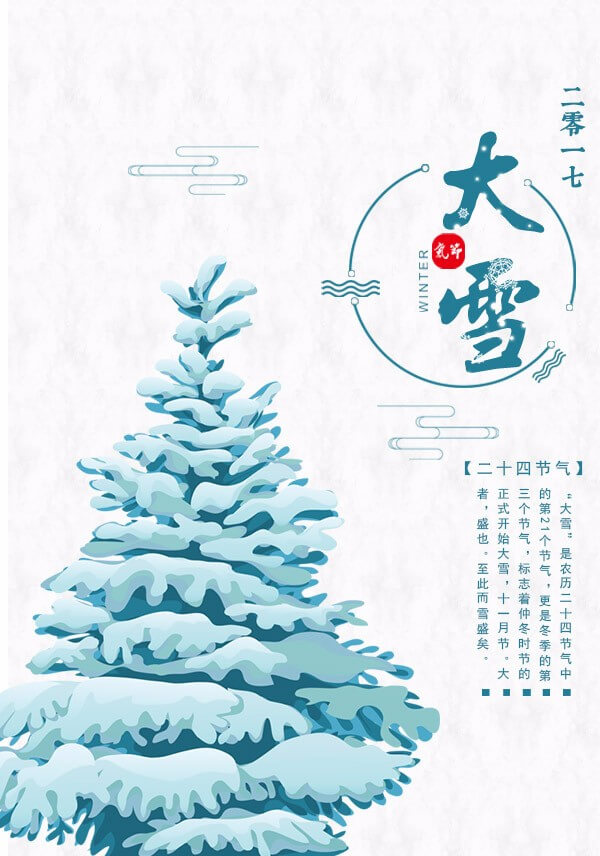 二零一七
大雪
氣節
WINTER
【二十四节气】
“大雪”是农历二十四节气中
的第21个节气，更是冬季的第
三个节气，标志着仲冬时节的
正式开始大雪，十一月节。大
者，盛也。至此而雪盛矣。